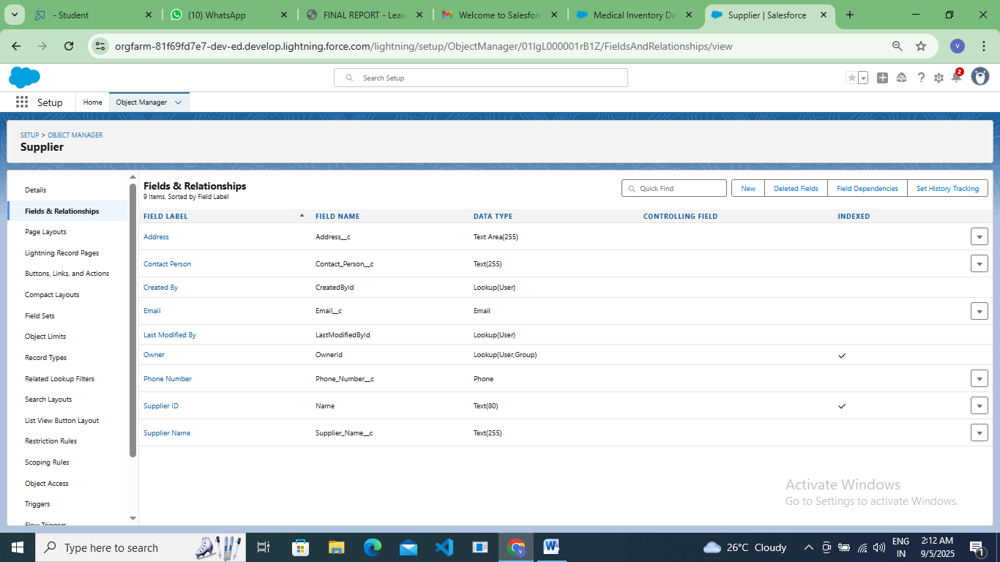 - Student
(10) WhatsApp
FINAL REPORT - Leas
Welcome to Salesforc
Medical Inventory Da
Supplier | Salesforce
orgfarm-81f69fd7e7-dev-ed.develop.lightning.force.com/lightning/setup/ObjectManager/01IgL000001rB1Z/FieldsAndRelationships/view
V
Search Setup
2
Setup
Home
Object Manager
SETUP > OBJECT MANAGER
Supplier
Details
Fields & Relationships
Page Layouts
Lightning Record Pages
Buttons, Links, and Actions
Compact Layouts
Field Sets
Object Limits
Record Types
Related Lookup Filters
Search Layouts
List View Button Layout
Restriction Rules
Scoping Rules
Object Access
Triggers
Flow Triggers
Fields & Relationships
9 Items, Sorted by Field Label
Quick Find
New
Deleted Fields
Field Dependencies
Set History Tracking
FIELD LABEL FIELD NAME DATA TYPE CONTROLLING FIELD INDEXED
Address Address__c Text Area(255)
Contact Person Contact_Person__c Text(255)
Created By CreatedById Lookup(User)
Email Email__c Email
Last Modified By LastModifiedById Lookup(User)
Owner OwnerId Lookup(User,Group)
Phone Number Phone_Number__c Phone
Supplier ID Name Text(80)
Supplier Name Supplier_Name__c Text(255)
Activate Windows
Go to Settings to activate Windows.
Type here to search
26°C Cloudy
ENG
IN
2:12 AM
9/5/2025
1